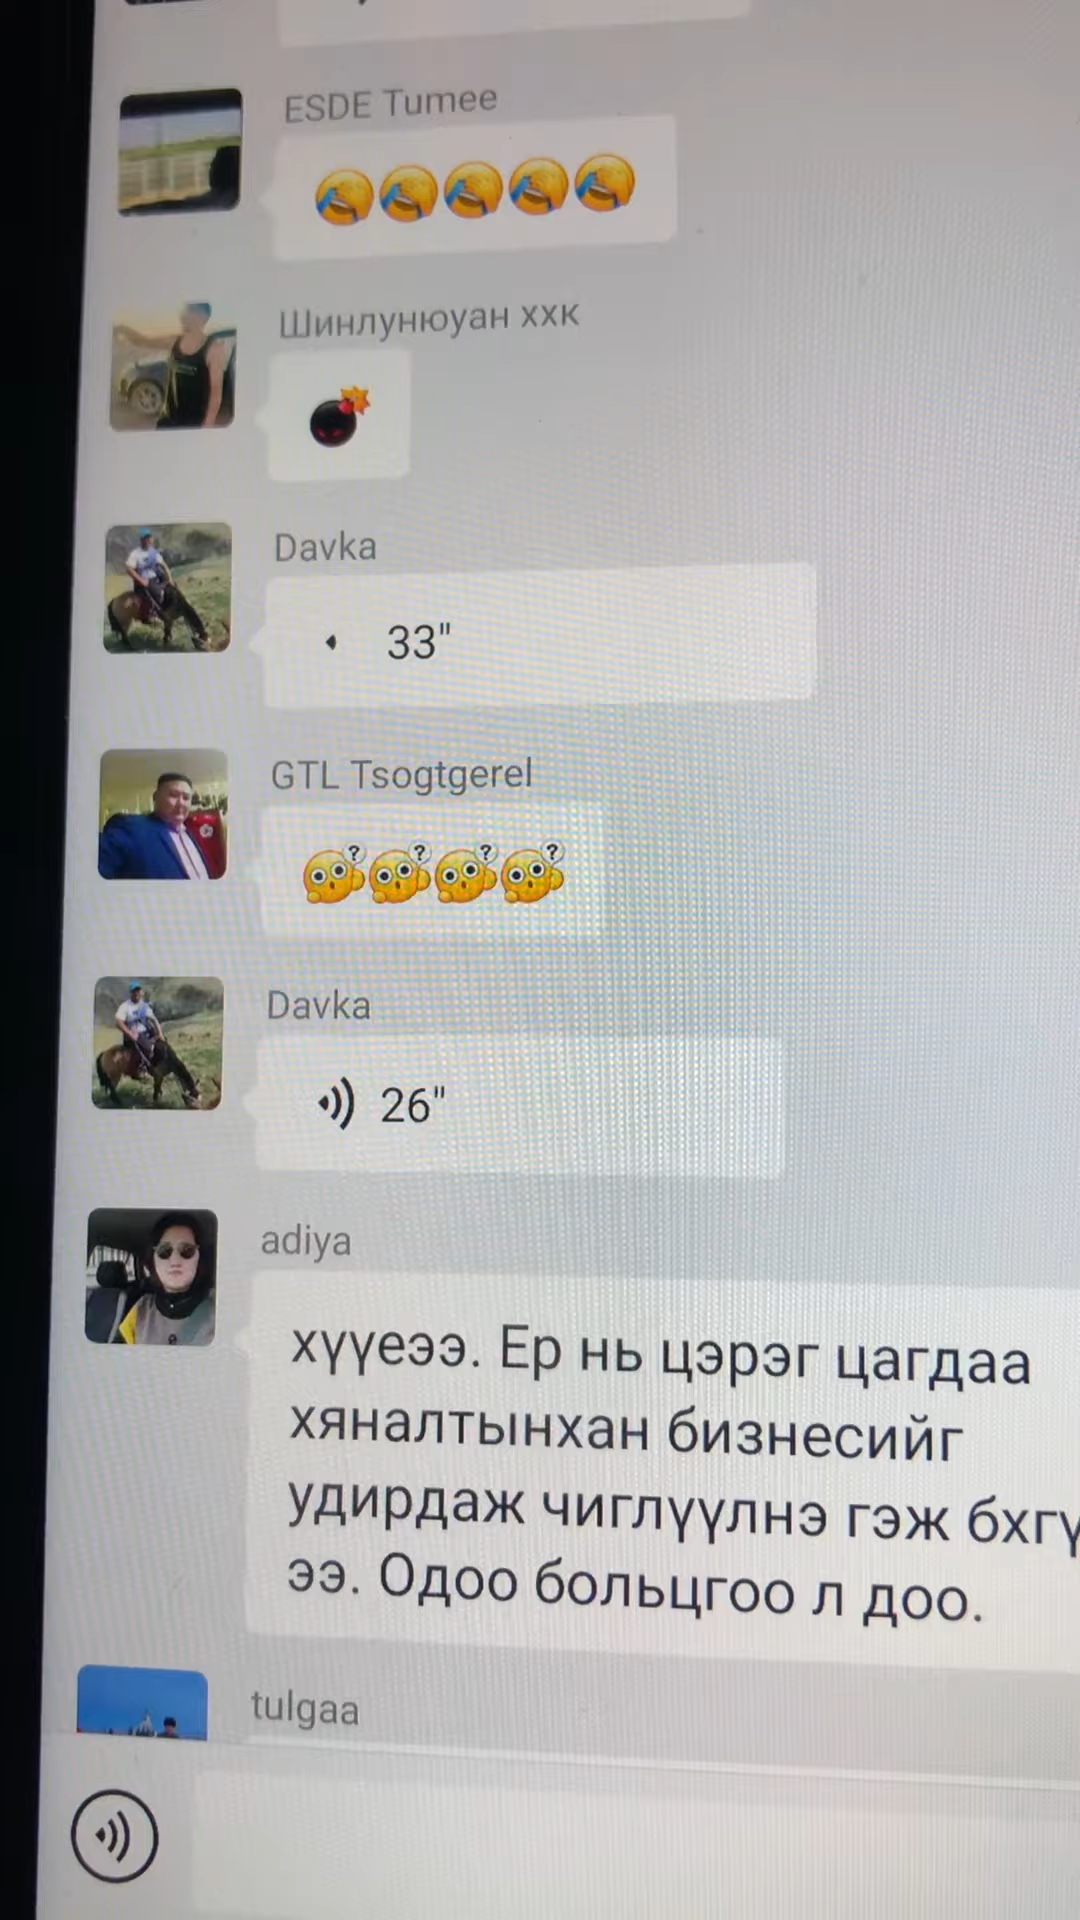 ESDE Tumee
Шинлунюуан ххк
Davka
33"
GTL Tsogtgerel
Davka
26"
adiya
хүүеээ. Ер нь цэрэг цагдаа
хяналтынхан бизнесийг
удирдаж чиглүүлнэ гэж бхгү
ээ. Одоо больцгоо л доо.
tulgaa